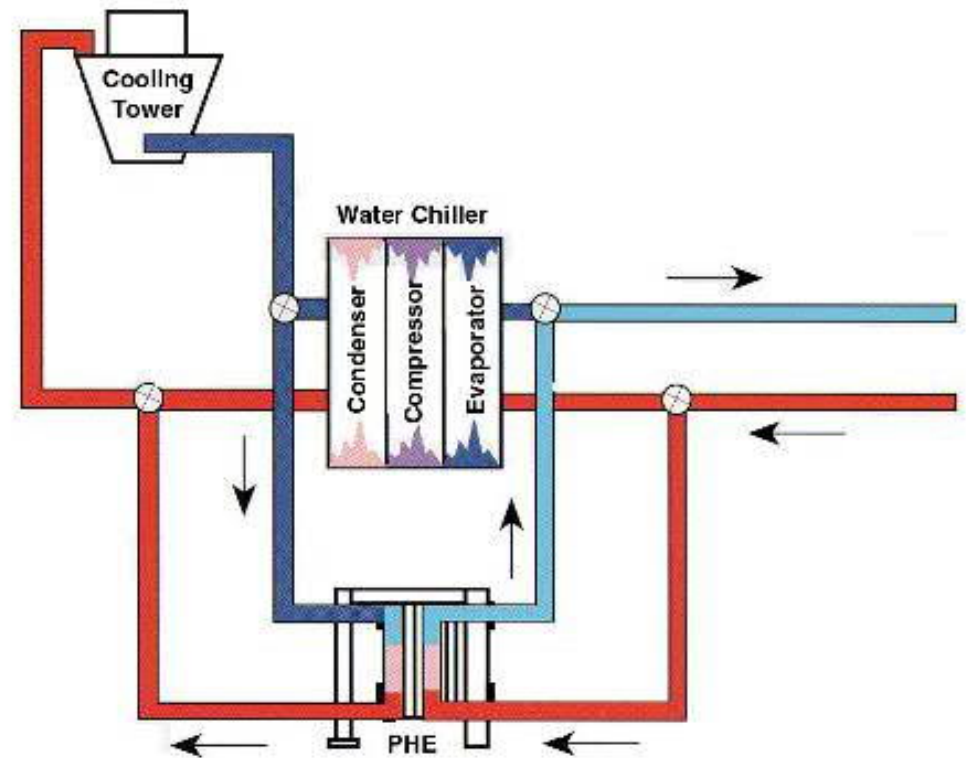 Cooling
Tower
Water Chiller
Condenser
Compressor
Evaporator
PHE